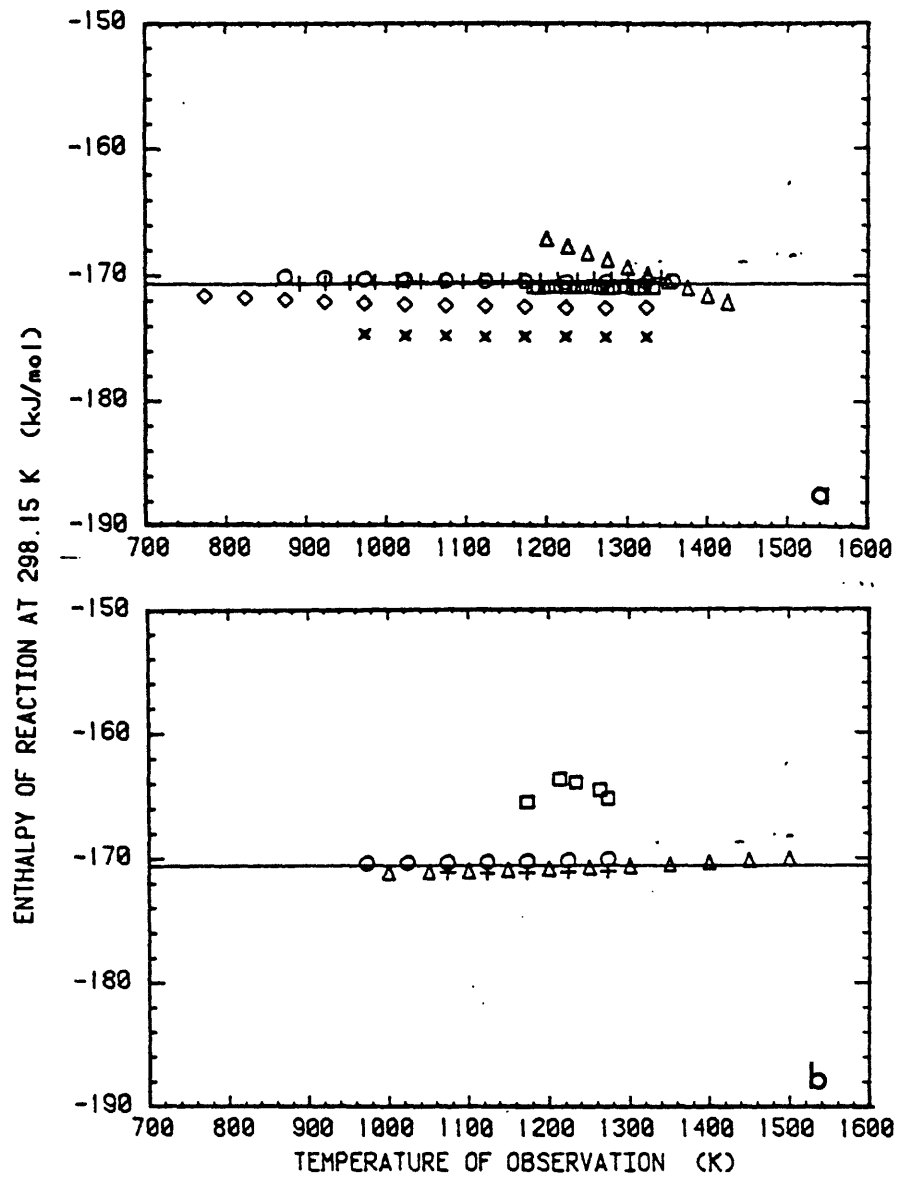 ENTHALPY OF REACTION AT 298.15 K (kJ/mol)
-150
-160
-170
-180
-190
a
700 800 900 1000 1100 1200 1300 1400 1500 1600
-150
-160
-170
-180
-190
b
700 800 900 1000 1100 1200 1300 1400 1500 1600
TEMPERATURE OF OBSERVATION (K)